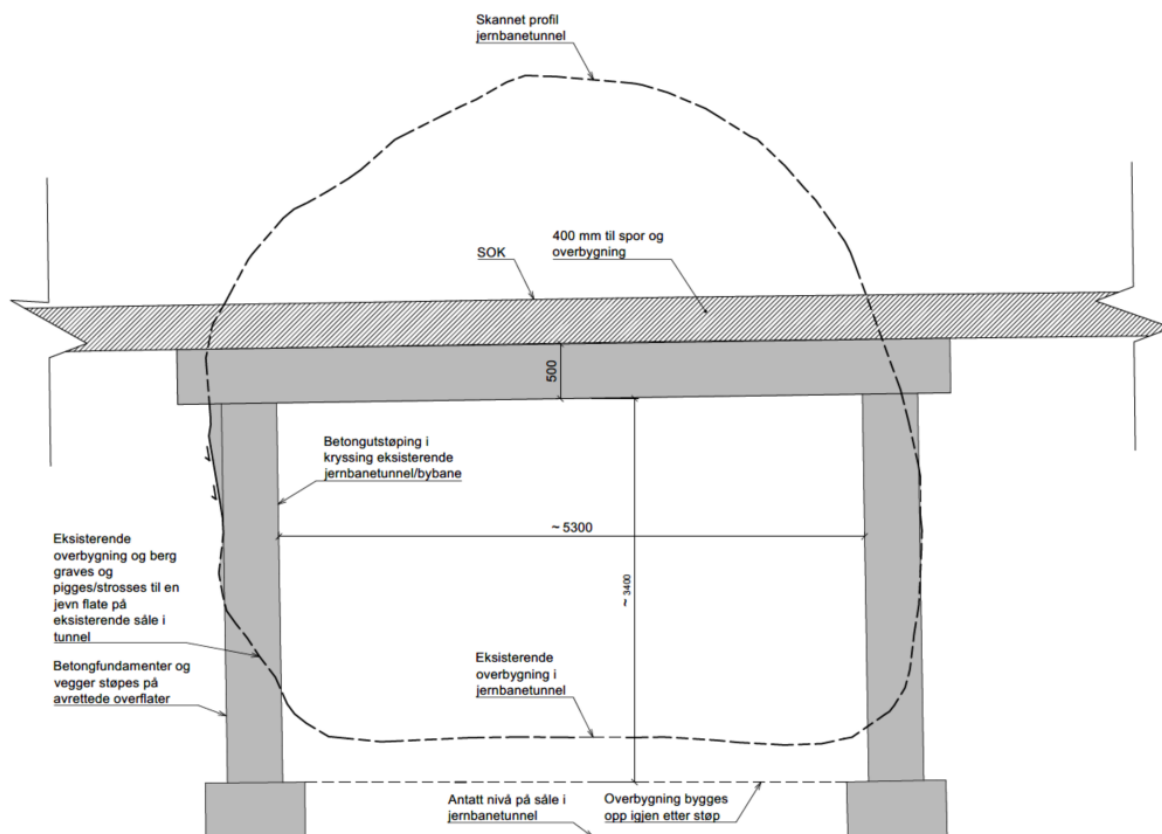 Skannet profil
jernbanetunnel
SOK
400 mm til spor og
overbygning
500
Betongutstøping i
kryssing eksisterende
jernbanetunnel/bybane
~ 5300
~ 3400
Eksisterende
overbygning og berg
graves og
pigges/strosses til en
jevn flate på
eksisterende såle i
tunnel
Betongfundamenter og
vegger støpes på
avrettede overflater
Eksisterende
overbygning i
jernbanetunnel
Antatt nivå på såle i
jernbanetunnel
Overbygning bygges
opp igjen etter støp